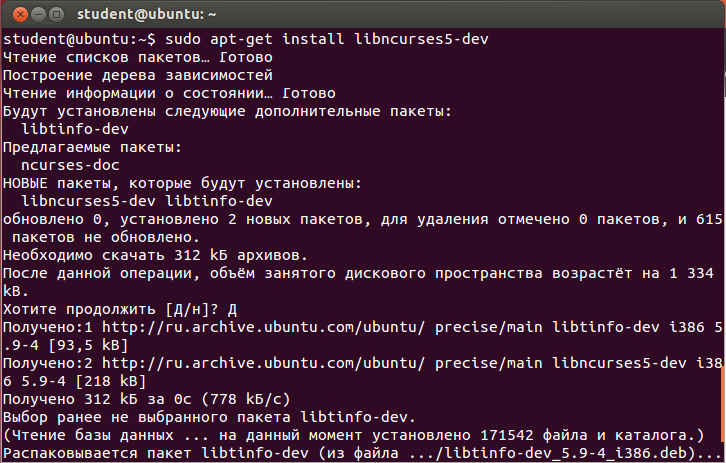 student@ubuntu: ~
student@ubuntu:~$ sudo apt-get install libncurses5-dev
Чтение списков пакетов… Готово
Построение дерева зависимостей
Чтение информации о состоянии… Готово
Будут установлены следующие дополнительные пакеты:
  libtinfo-dev
Предлагаемые пакеты:
  ncurses-doc
НОВЫЕ пакеты, которые будут установлены:
  libncurses5-dev libtinfo-dev
обновлено 0, установлено 2 новых пакетов, для удаления отмечено 0 пакетов, и 615
 пакетов не обновлено.
Необходимо скачать 312 kБ архивов.
После данной операции, объём занятого дискового пространства возрастёт на 1 334
kB.
Хотите продолжить [Д/н]? Д
Получено:1 http://ru.archive.ubuntu.com/ubuntu/ precise/main libtinfo-dev i386 5
.9-4 [93,5 kB]
Получено:2 http://ru.archive.ubuntu.com/ubuntu/ precise/main libncurses5-dev i38
6 5.9-4 [218 kB]
Получено 312 kБ за 0с (778 kБ/c)
Выбор ранее не выбранного пакета libtinfo-dev.
(Чтение базы данных ... на данный момент установлено 171542 файла и каталога.)
Распаковывается пакет libtinfo-dev (из файла .../libtinfo-dev_5.9-4_i386.deb)...